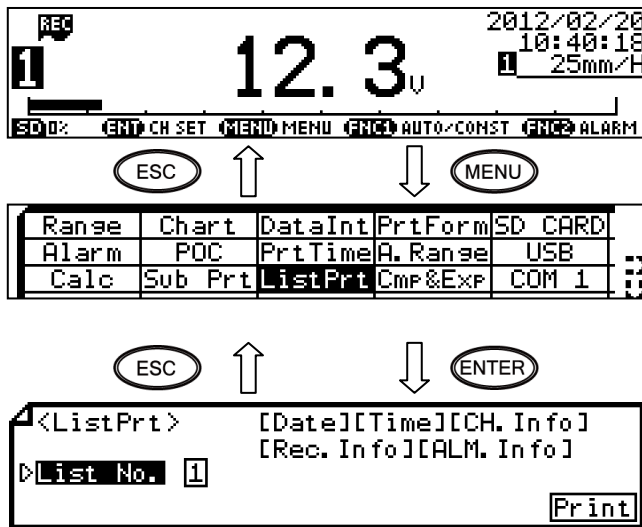 REC
2012/02/20
10:40:18
1 12.3V 1 25mm/H
SD 0% ENT CH SET MENU MENU FNC1 AUTO/CONST FNC2 ALARM
ESC MENU
Range Chart DataInt PrtForm SD CARD
Alarm POC PrtTime A.Range USB
Calc Sub Prt ListPrt Cmp&Exp COM 1
ESC ENTER
<ListPrt> [Date][Time][CH.Info]
[Rec.Info][ALM.Info]
List No. 1
Print